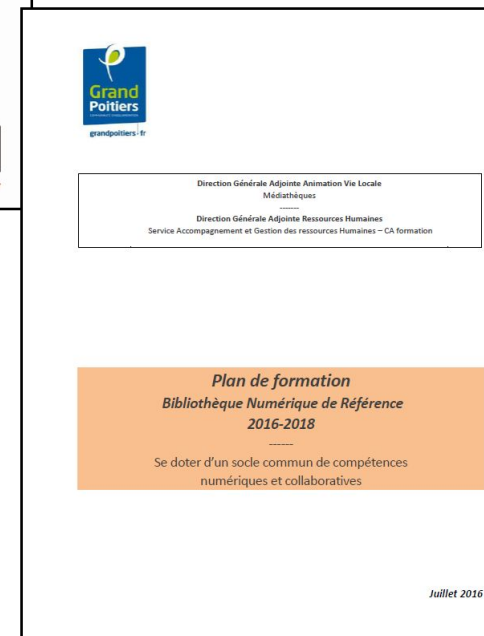 Grand
Poitiers
grandpoitiers.fr
Direction Générale Adjointe Animation Vie Locale
Médiathèques
-------
Direction Générale Adjointe Ressources Humaines
Service Accompagnement et Gestion des ressources Humaines – CA formation
Plan de formation
Bibliothèque Numérique de Référence
2016-2018
------
Se doter d'un socle commun de compétences
numériques et collaboratives
Juillet 2016